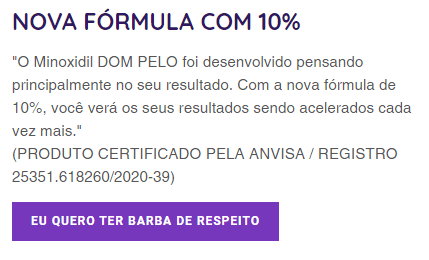 NOVA FÓRMULA COM 10%
"O Minoxidil DOM PELO foi desenvolvido pensando
principalmente no seu resultado. Com a nova fórmula de
10%, você verá os seus resultados sendo acelerados cada
vez mais."
(PRODUTO CERTIFICADO PELA ANVISA / REGISTRO
25351.618260/2020-39)
EU QUERO TER BARBA DE RESPEITO